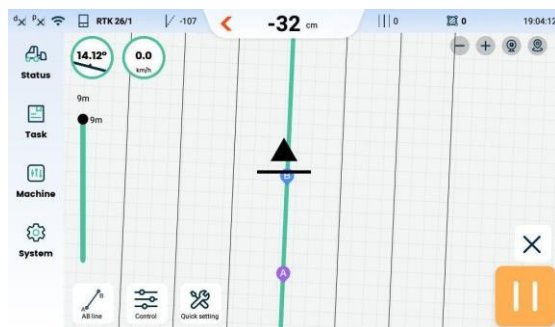 RTK 26/1
-107
-32 cm
0
0
19:04:12
Status
14.12°
0.0
km/h
9m
9m
Task
Machine
System
B
A
A B
AB line
Control
Quick setting